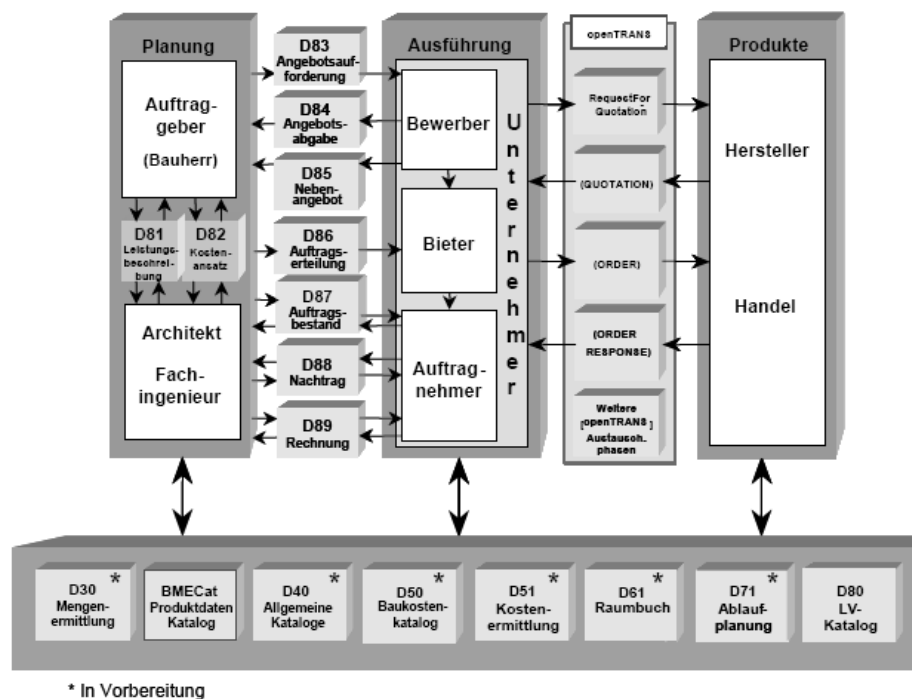 Planung
Auftrag-
geber
(Bauherr)
D81
Leistungs-
beschrei-
bung
D82
Kosten-
ansatz
Architekt
Fach-
ingenieur
D83
Angebotsauf-
forderung
D84
Angebots-
abgabe
D85
Neben-
angebot
D86
Auftrags-
erteilung
D87
Auftrags-
bestand
D88
Nachtrag
D89
Rechnung
Ausführung
Bewerber
Bieter
Auftrag-
nehmer
Unternehmer
openTRANS
RequestFor
Quotation
(QUOTATION)
(ORDER)
(ORDER
RESPONSE)
Weitere
[openTRANS]
Austausch.
phasen
Produkte
Hersteller
Handel
D30 *
Mengen-
ermittlung
BMECat
Produktdaten
Katalog
D40 *
Allgemeine
Kataloge
D50 *
Baukosten-
katalog
D51 *
Kosten-
ermittlung
D61 *
Raumbuch
D71 *
Ablauf-
planung
D80
LV-
Katalog
* In Vorbereitung